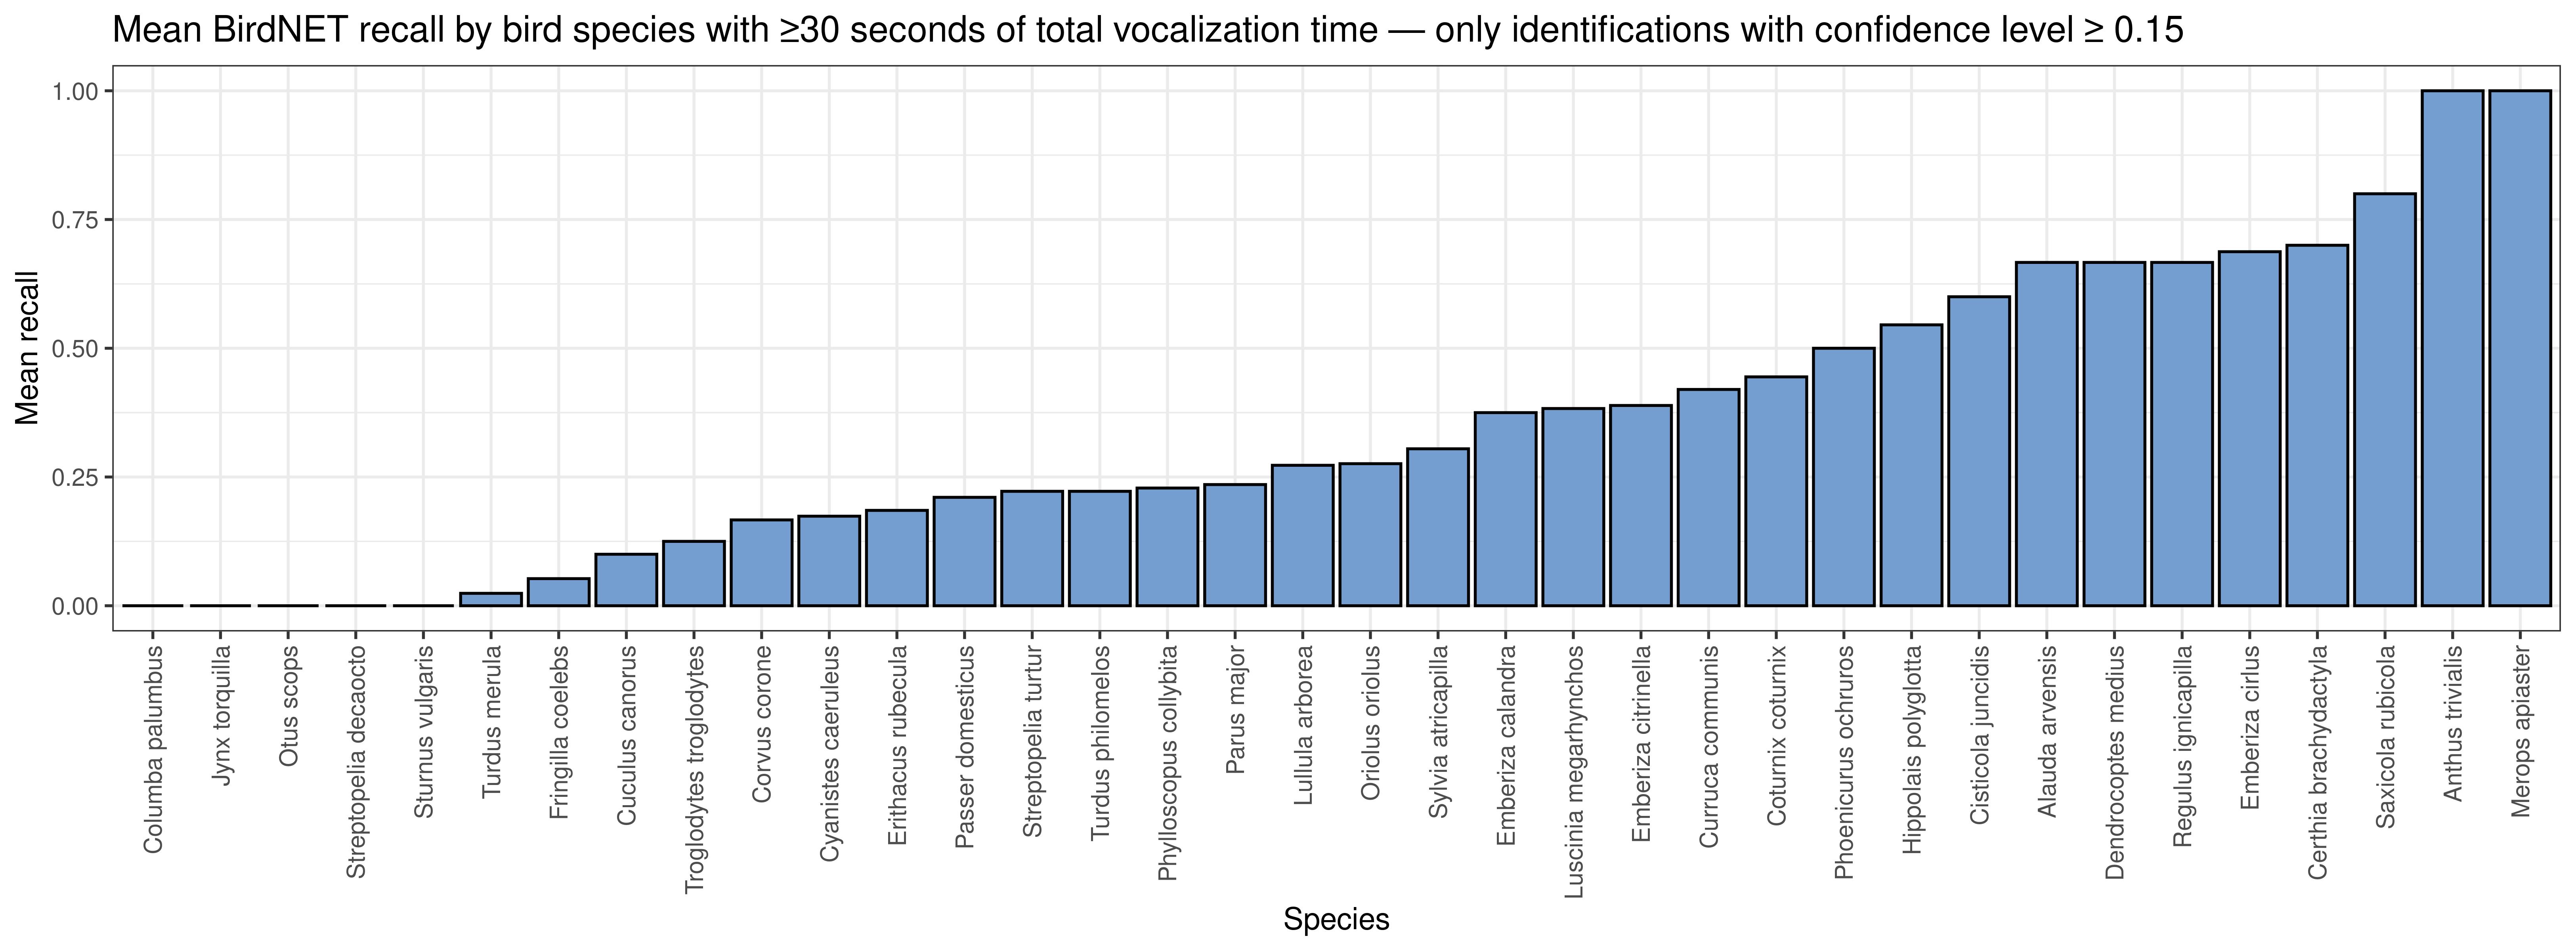 Mean BirdNET recall by bird species with ≥30 seconds of total vocalization time — only identifications with confidence level ≥ 0.15
Mean recall
1.00
0.75
0.50
0.25
0.00
Columba palumbus
Jynx torquilla
Otus scops
Streptopelia decaocto
Sturnus vulgaris
Turdus merula
Fringilla coelebs
Cuculus canorus
Troglodytes troglodytes
Corvus corone
Cyanistes caeruleus
Erithacus rubecula
Passer domesticus
Streptopelia turtur
Turdus philomelos
Phylloscopus collybita
Parus major
Lullula arborea
Oriolus oriolus
Sylvia atricapilla
Emberiza calandra
Luscinia megarhynchos
Emberiza citrinella
Curruca communis
Coturnix coturnix
Phoenicurus ochruros
Hippolais polyglotta
Cisticola juncidis
Alauda arvensis
Dendrocoptes medius
Regulus ignicapilla
Emberiza cirlus
Certhia brachydactyla
Saxicola rubicola
Anthus trivialis
Merops apiaster
Species